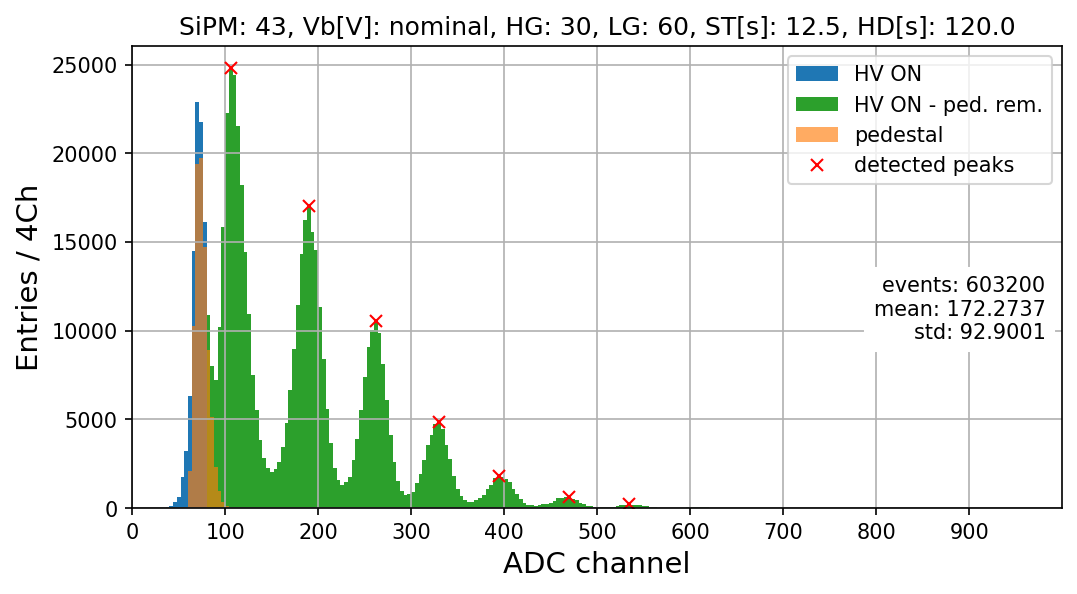 SiPM: 43, Vb[V]: nominal, HG: 30, LG: 60, ST[s]: 12.5, HD[s]: 120.0
Entries / 4Ch
25000
20000
15000
10000
5000
0
HV ON
HV ON - ped. rem.
pedestal
detected peaks
events: 603200
mean: 172.2737
std: 92.9001
0 100 200 300 400 500 600 700 800 900
ADC channel